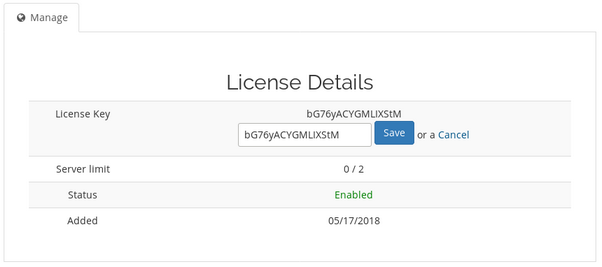 Manage
License Details
License Key bG76yACYGMLIXStM
bG76yACYGMLIXStM Save or a Cancel
Server limit 0 / 2
Status Enabled
Added 05/17/2018